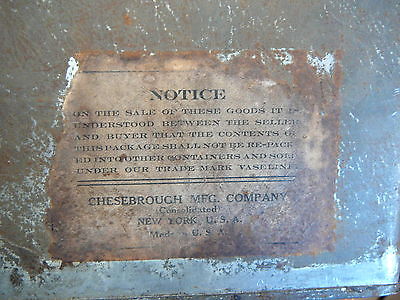 NOTICE
ON THE SALE OF THESE GOODS IT IS
UNDERSTOOD BETWEEN THE SELLER
AND BUYER THAT THE CONTENTS OF
THIS PACKAGE SHALL NOT BE RE-PACK
ED INTO OTHER CONTAINERS AND SOLD
UNDER OUR TRADE MARK VASELINE
CHESEBROUGH MFG. COMPANY
(Consolidated)
NEW YORK, U. S. A.
Made U. S